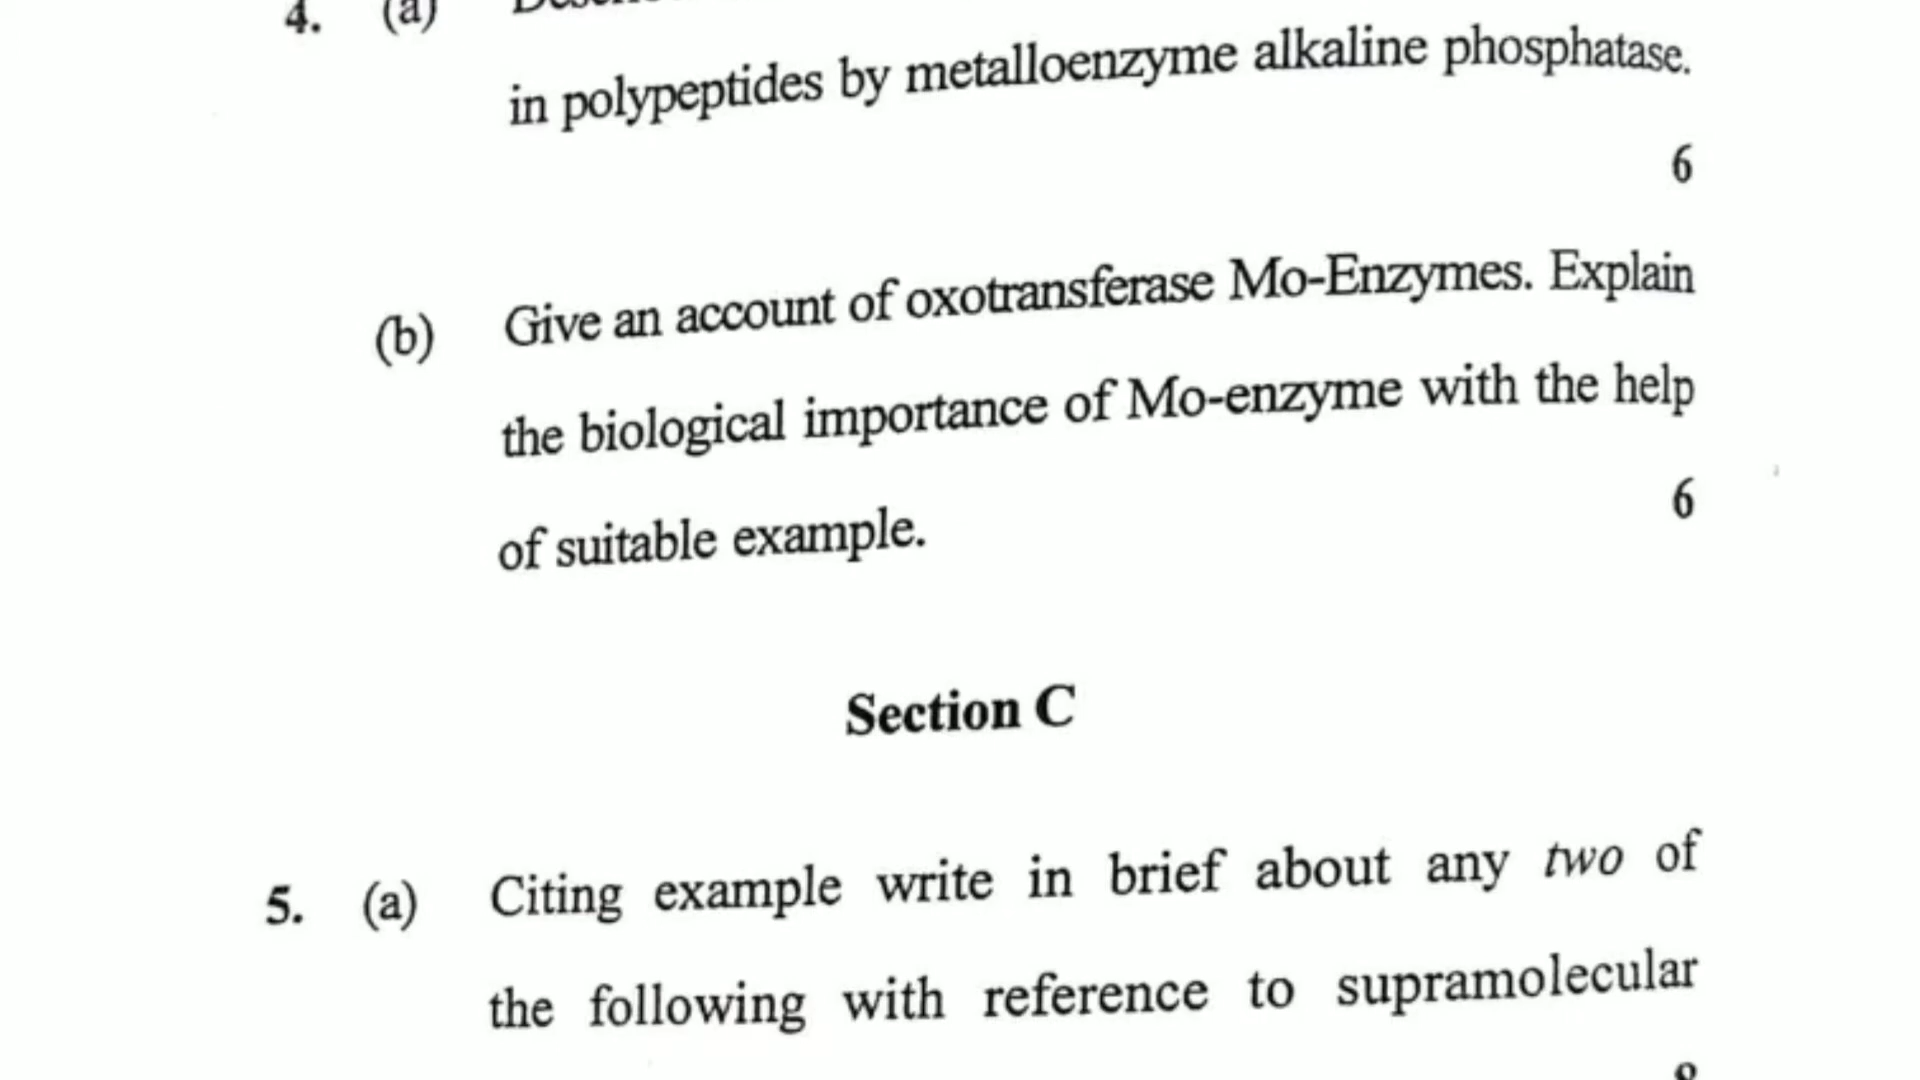 4. (a)
in polypeptides by metalloenzyme alkaline phosphatase.
6
(b) Give an account of oxotransferase Mo-Enzymes. Explain
the biological importance of Mo-enzyme with the help
of suitable example. 6
Section C
5. (a) Citing example write in brief about any two of
the following with reference to supramolecular